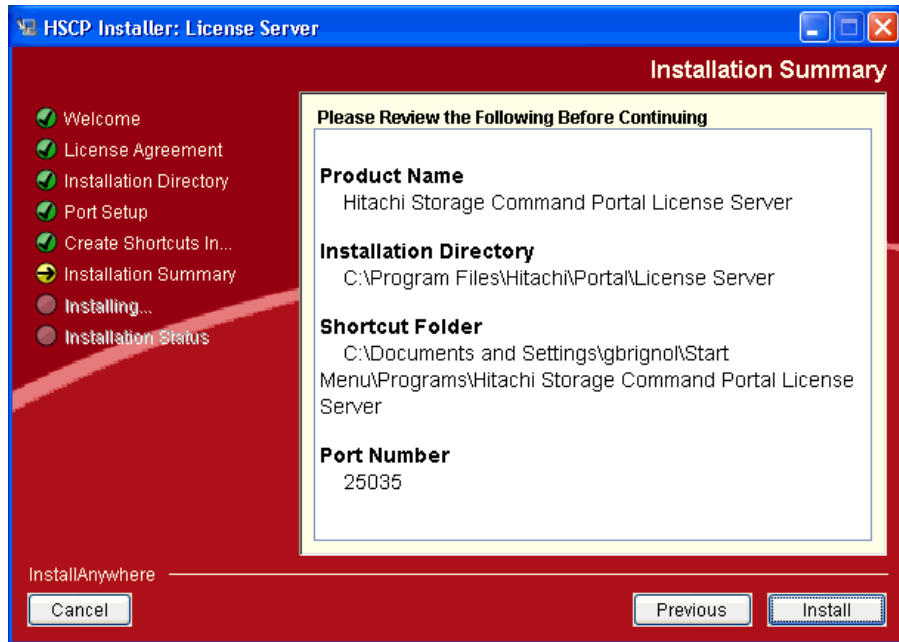 HSCP Installer: License Server
Installation Summary
Welcome
License Agreement
Installation Directory
Port Setup
Create Shortcuts In...
Installation Summary
Installing...
Installation Status
Please Review the Following Before Continuing
Product Name
Hitachi Storage Command Portal License Server
Installation Directory
C:\Program Files\Hitachi\Portal\License Server
Shortcut Folder
C:\Documents and Settings\gbrignol\Start
Menu\Programs\Hitachi Storage Command Portal License
Server
Port Number
25035
InstallAnywhere
Cancel
Previous
Install